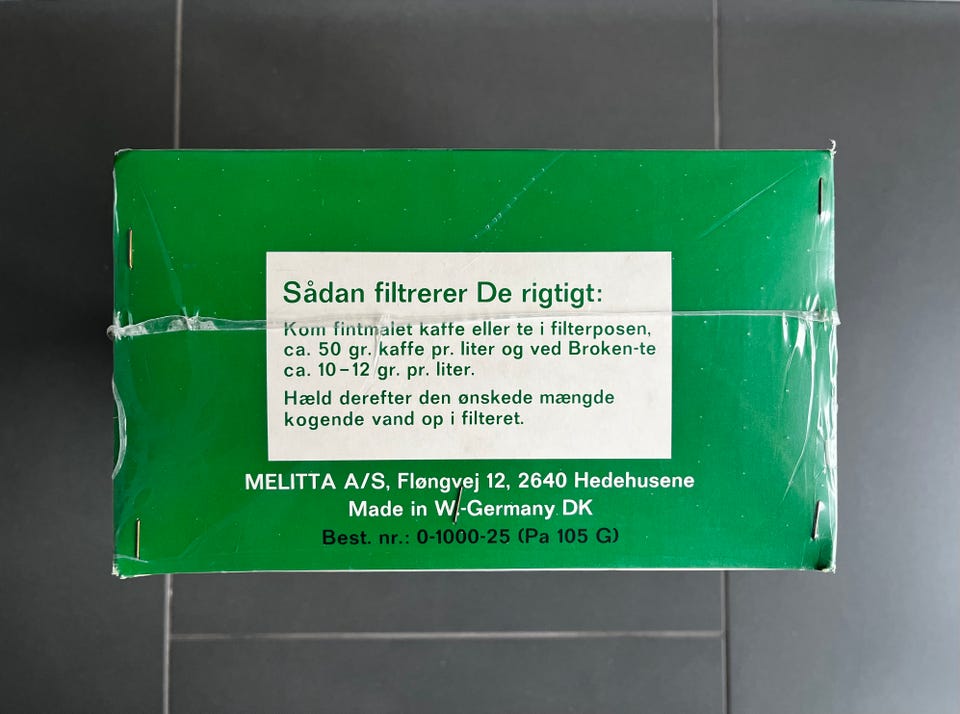 Sådan filtrerer De rigtigt:
Kom fintmalet kaffe eller te i filterposen,
ca. 50 gr. kaffe pr. liter og ved Broken-te
ca. 10–12 gr. pr. liter.
Hæld derefter den ønskede mængde
kogende vand op i filteret.
MELITTA A/S, Fløngvej 12, 2640 Hedehusene
Made in W.-Germany DK
Best. nr.: 0-1000-25 (Pa 105 G)